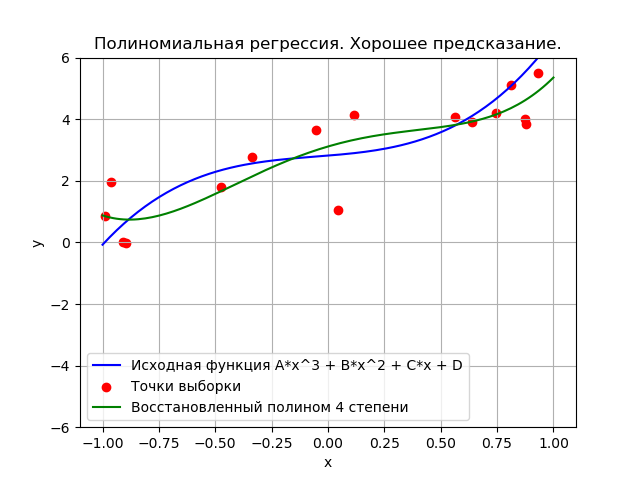 Полиномиальная регрессия. Хорошее предсказание.
6
4
2
0
−2
−4
−6
y
Исходная функция A*x^3 + B*x^2 + C*x + D
Точки выборки
Восстановленный полином 4 степени
−1.00 −0.75 −0.50 −0.25 0.00 0.25 0.50 0.75 1.00
x